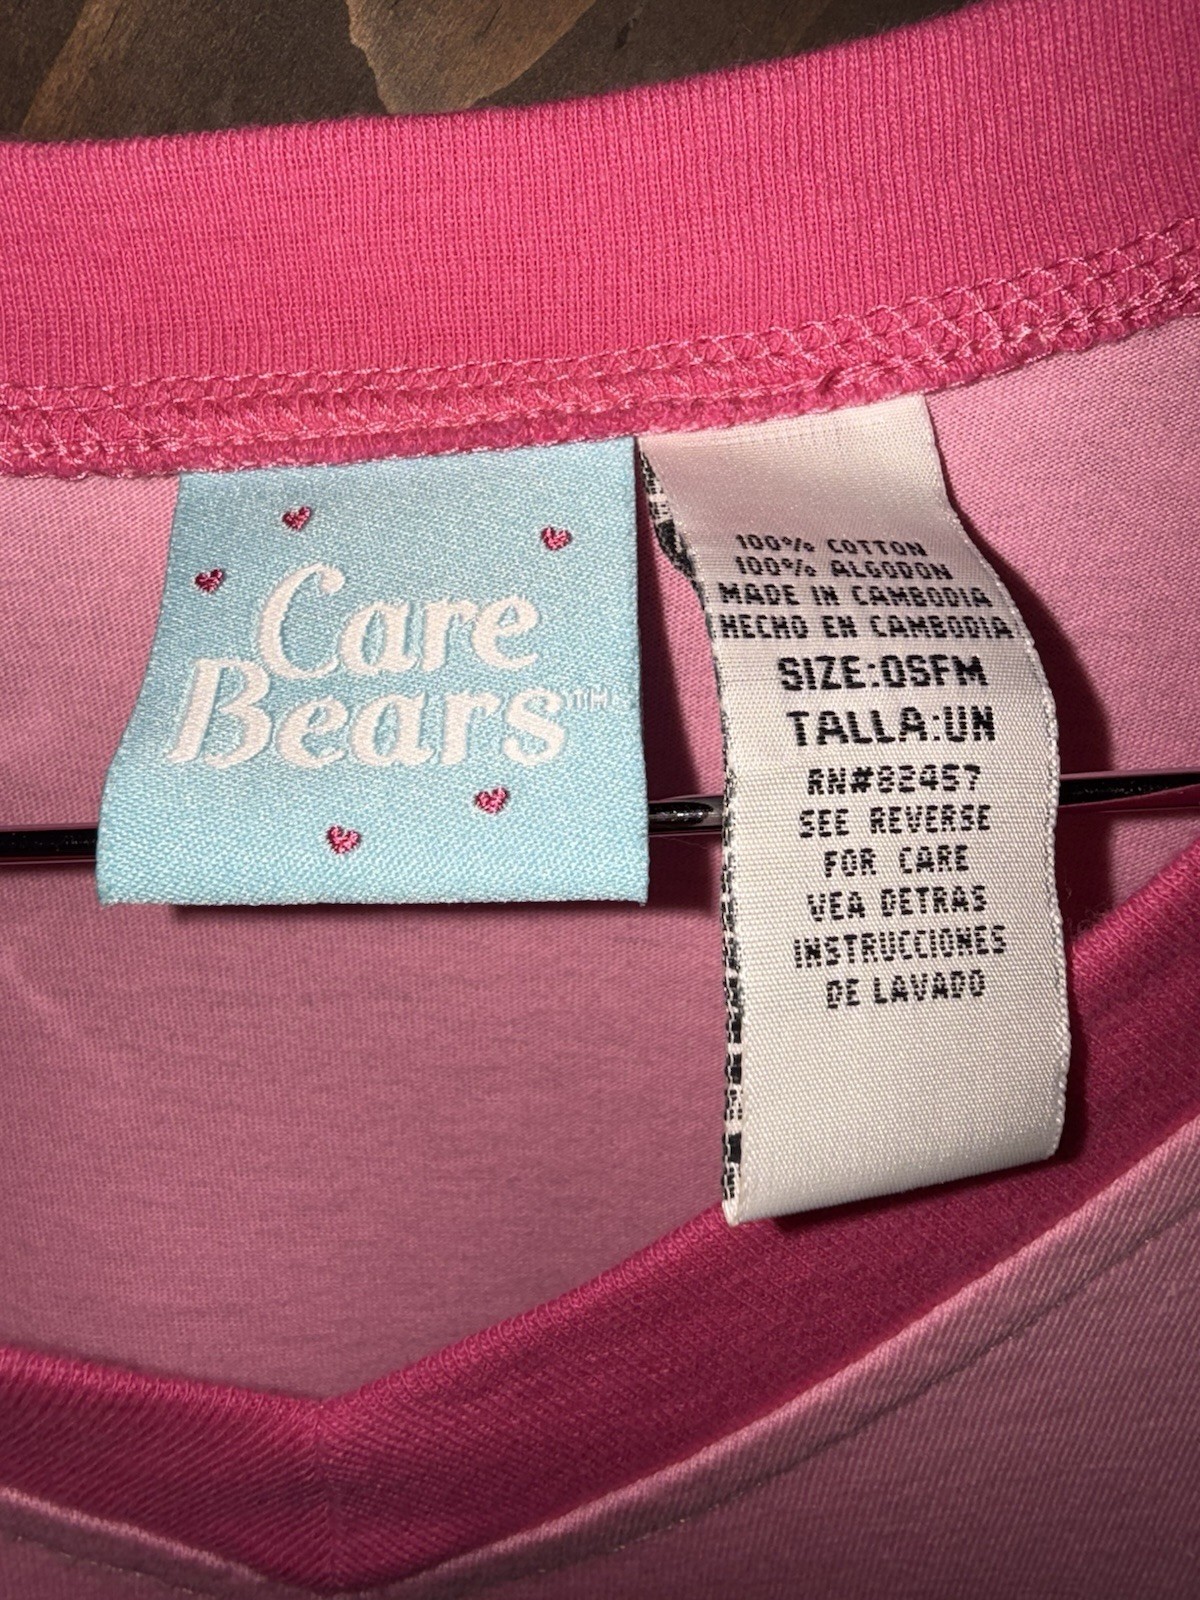 Care
Bears™
100% COTTON
100% ALGODON
MADE IN CAMBODIA
HECHO EN CAMBODIA
SIZE:OSFM
TALLA:UN
RN#82457
SEE REVERSE
FOR CARE
VEA DETRAS
INSTRUCCIONES
DE LAVADO